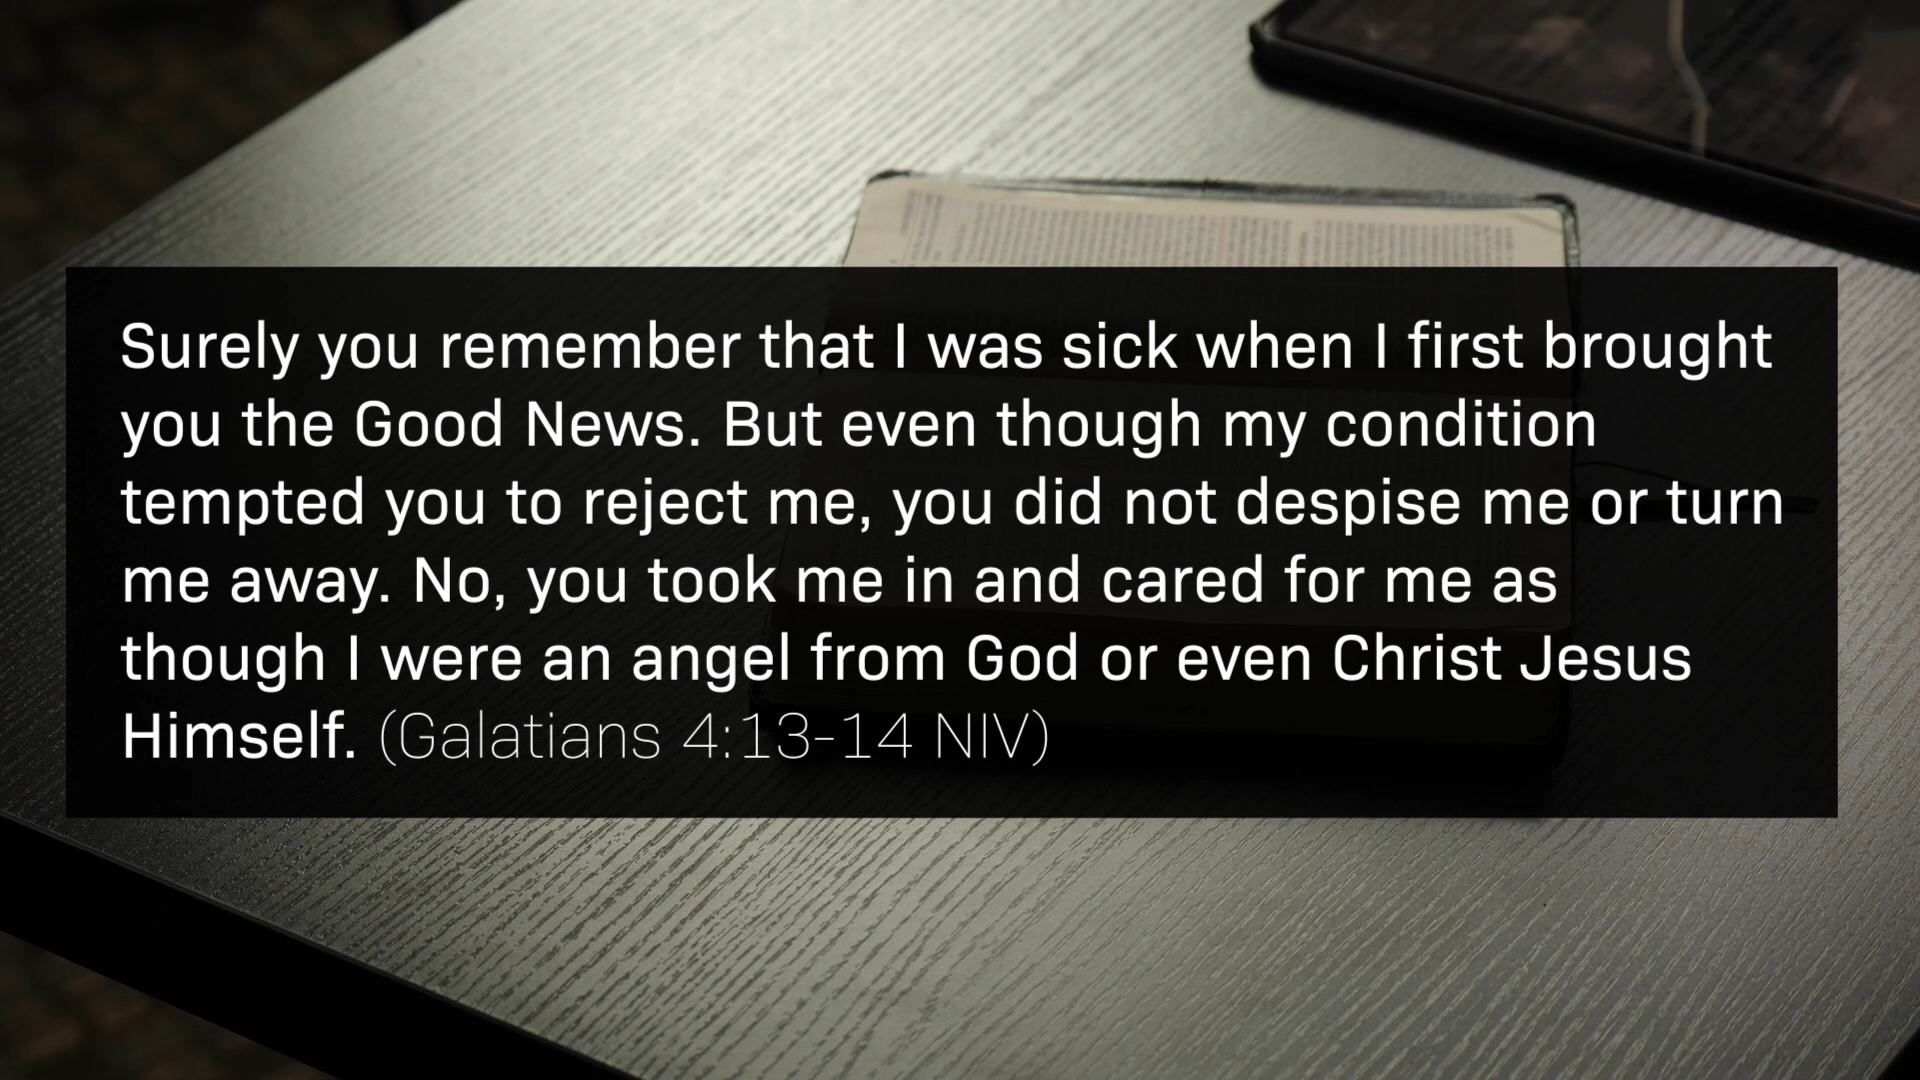 Surely you remember that I was sick when I first brought
you the Good News. But even though my condition
tempted you to reject me, you did not despise me or turn
me away. No, you took me in and cared for me as
though I were an angel from God or even Christ Jesus
Himself. (Galatians 4:13-14 NIV)